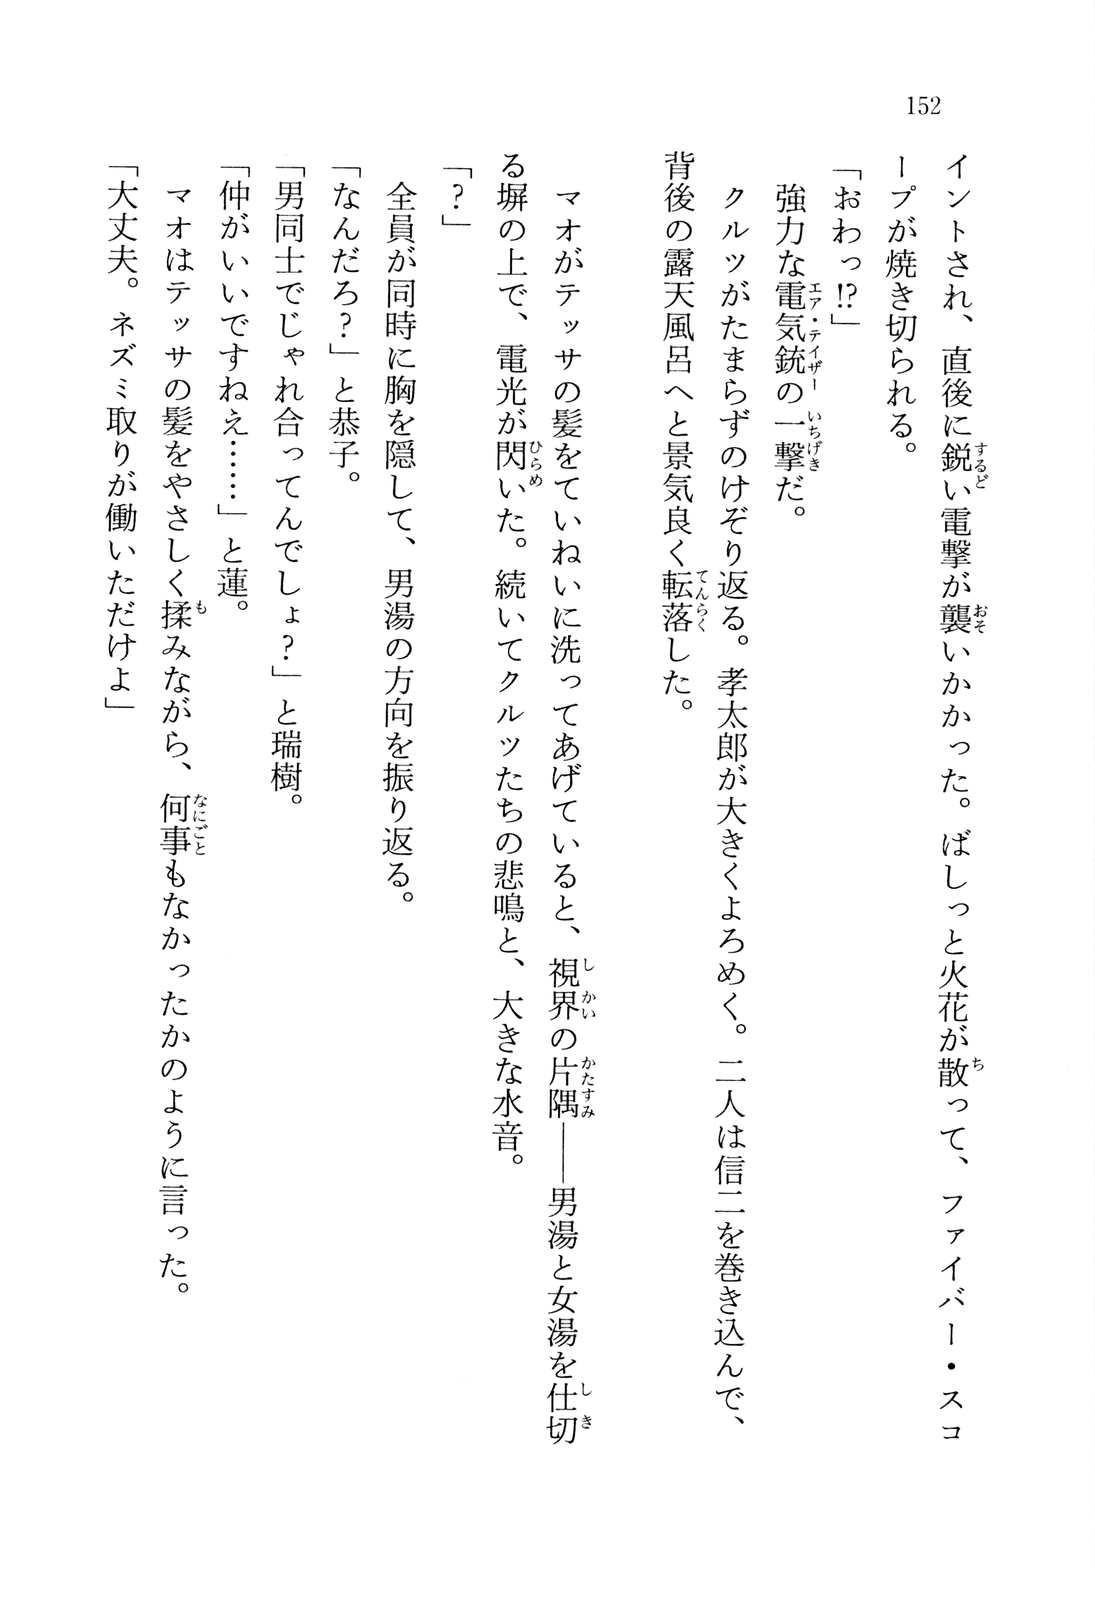 152
イントされ、直後に鋭い電撃が襲いかかった。ばしっと火花が散って、ファイバー・スコ
ープが焼き切られる。
「おわっ!?」
　強力な電気銃の一撃だ。
　クルツがたまらずのけぞり返る。孝太郎が大きくよろめく。二人は信二を巻き込んで、
背後の露天風呂へと景気良く転落した。
　マオがテッサの髪をていねいに洗ってあげていると、視界の片隅――男湯と女湯を仕切
る塀の上で、電光が閃いた。続いてクルツたちの悲鳴と、大きな水音。
「?」
　全員が同時に胸を隠して、男湯の方向を振り返る。
「なんだろ?」と恭子。
「男同士でじゃれ合ってんでしょ?」と瑞樹。
「仲がいいですねえ……」と蓮。
　マオはテッサの髪をやさしく揉みながら、何事もなかったかのように言った。
「大丈夫。ネズミ取りが働いただけよ」